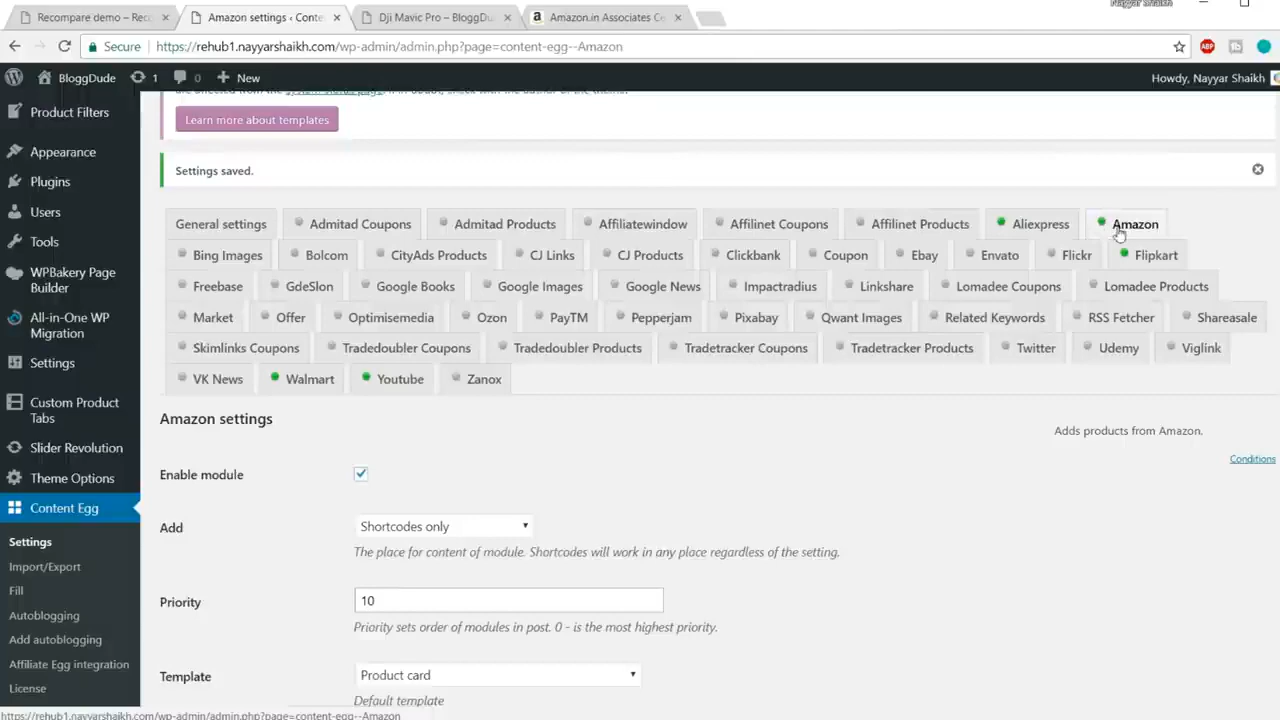 Nayyar Shaikh
Recompare demo – Rec
Amazon settings ‹ Conte
Dji Mavic Pro – BloggDu
Amazon.in Associates Ce
Secure https://rehub1.nayyarshaikh.com/wp-admin/admin.php?page=content-egg--Amazon
BloggDude 1 0 New Howdy, Nayyar Shaikh
Product Filters
Appearance
Plugins
Users
Tools
WPBakery Page
Builder
All-in-One WP
Migration
Settings
Custom Product
Tabs
Slider Revolution
Theme Options
Content Egg
Settings
Import/Export
Fill
Autoblogging
Add autoblogging
Affiliate Egg integration
License
Learn more about templates
Settings saved.
General settings Admitad Coupons Admitad Products Affiliatewindow Affilinet Coupons Affilinet Products Aliexpress Amazon
Bing Images Bolcom CityAds Products CJ Links CJ Products Clickbank Coupon Ebay Envato Flickr Flipkart
Freebase GdeSlon Google Books Google Images Google News Impactradius Linkshare Lomadee Coupons Lomadee Products
Market Offer Optimisemedia Ozon PayTM Pepperjam Pixabay Qwant Images Related Keywords RSS Fetcher Shareasale
Skimlinks Coupons Tradedoubler Coupons Tradedoubler Products Tradetracker Coupons Tradetracker Products Twitter Udemy Viglink
VK News Walmart Youtube Zanox
Amazon settings
Adds products from Amazon.
Conditions
Enable module
Add Shortcodes only
The place for content of module. Shortcodes will work in any place regardless of the setting.
Priority 10
Priority sets order of modules in post. 0 - is the most highest priority.
Template Product card
Default template
https://rehub1.nayyarshaikh.com/wp-admin/admin.php?page=content-egg--Amazon